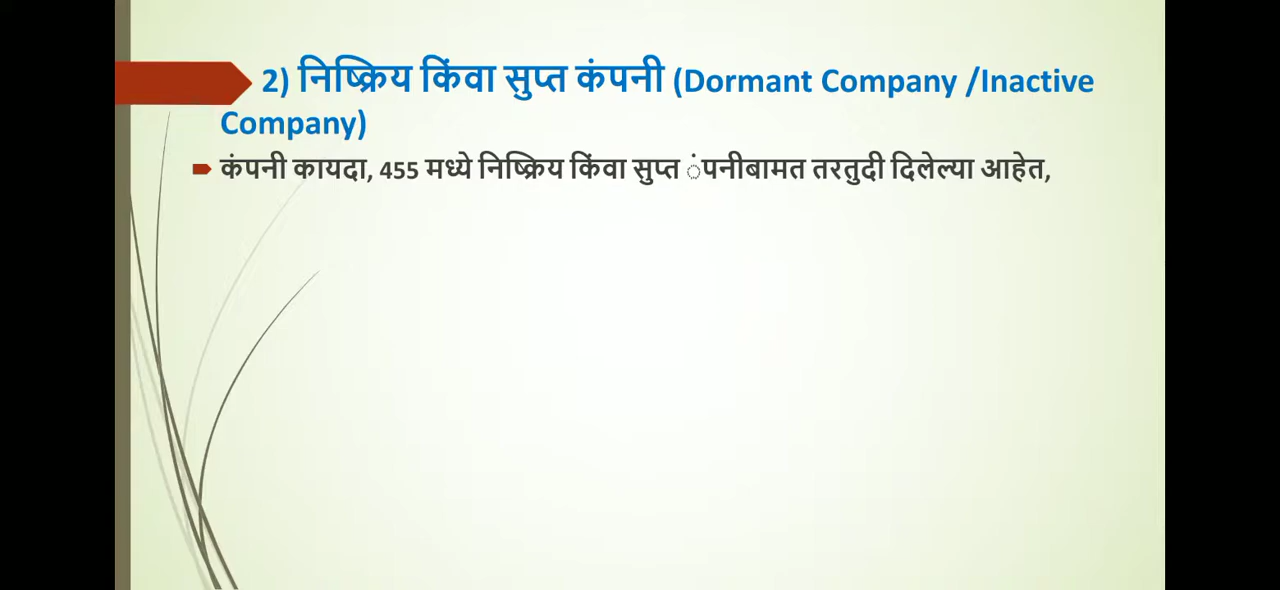 2) निष्क्रिय किंवा सुप्त कंपनी (Dormant Company /Inactive
Company)
कंपनी कायदा, 455 मध्ये निष्क्रिय किंवा सुप्त ंपनीबामत तरतुदी दिलेल्या आहेत,